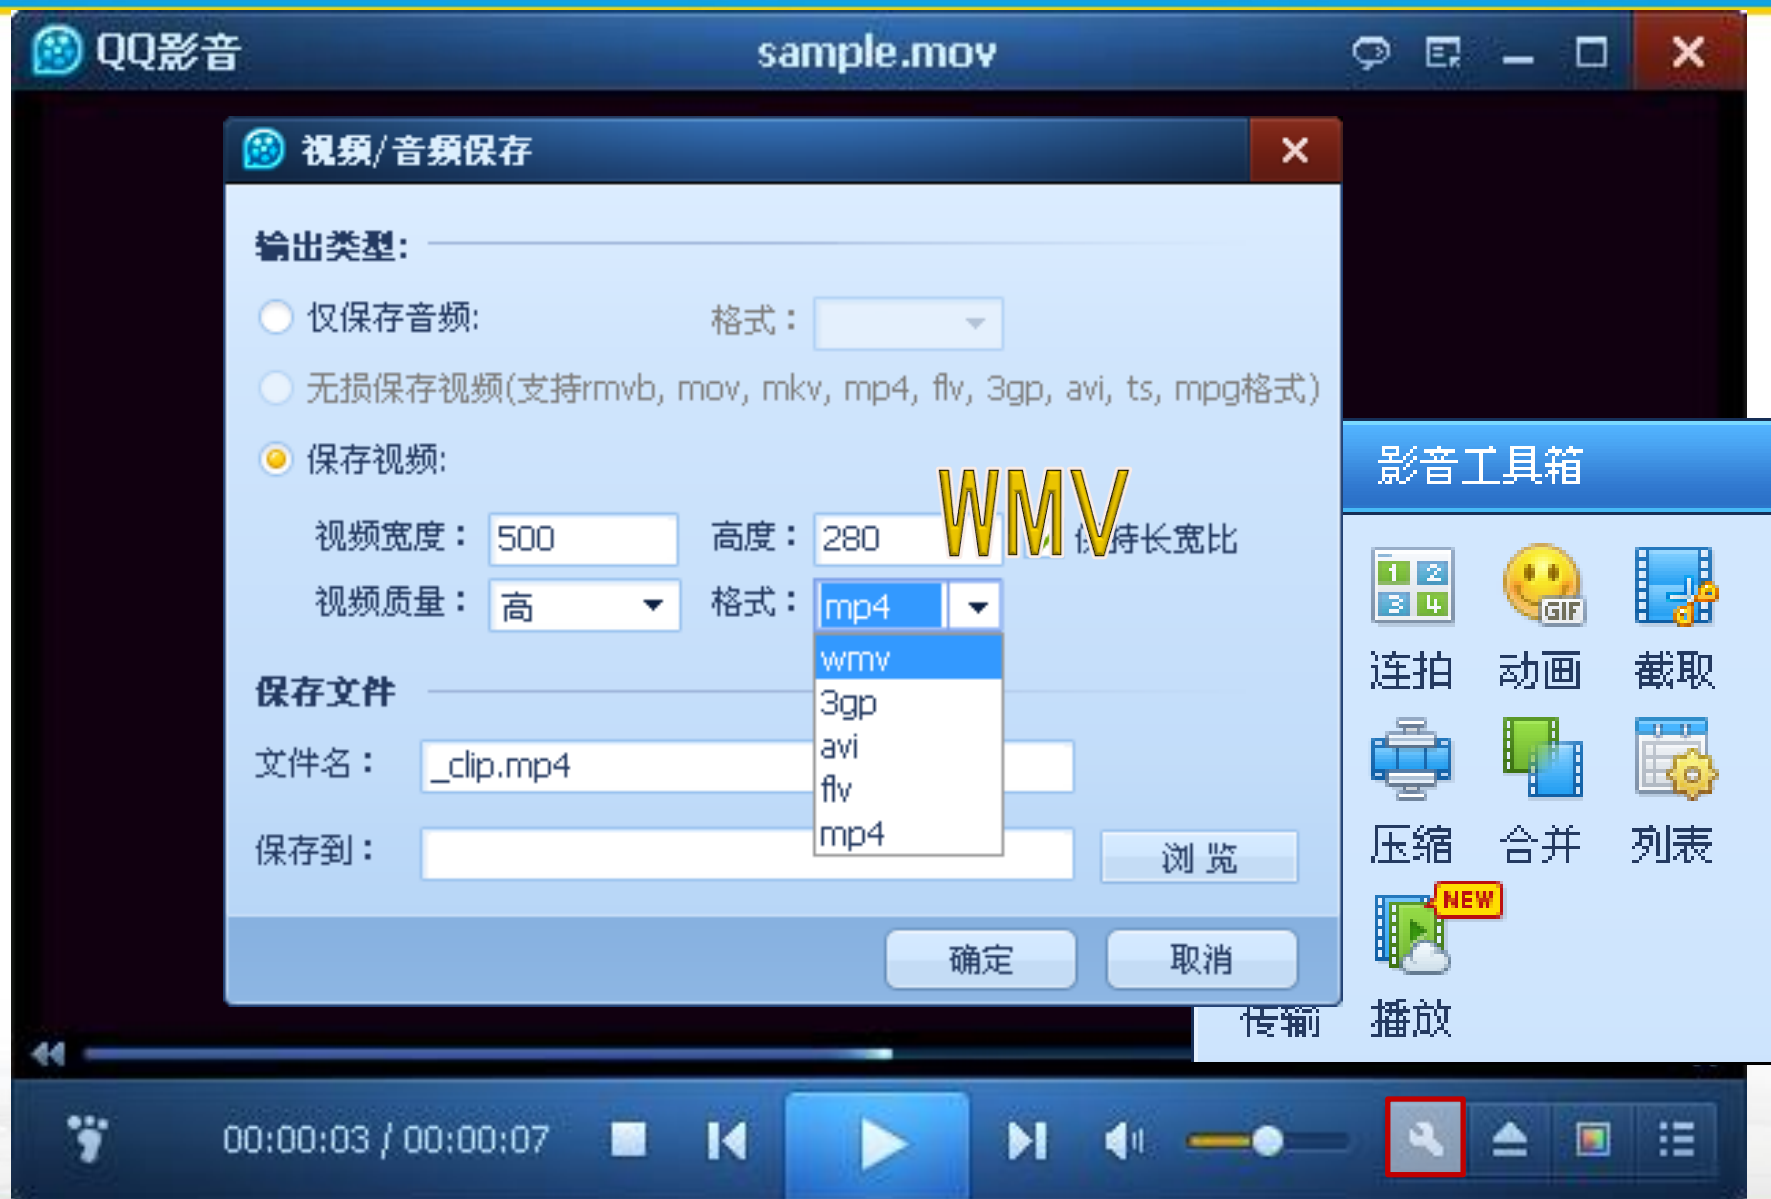 QQ影音
sample.mov
视频/音频保存
输出类型:
仅保存音频:
格式：
无损保存视频(支持rmvb, mov, mkv, mp4, flv, 3gp, avi, ts, mpg格式)
保存视频:
WMV
视频宽度： 500 高度： 280 保持长宽比
视频质量： 高 格式： mp4
wmv
3gp
avi
flv
mp4
保存文件
文件名： _clip.mp4
保存到：
浏 览
确定 取消
影音工具箱
1 2
3 4
GIF
连拍 动画 截取
压缩 合并 列表
NEW
传输 播放
00:00:03 / 00:00:07